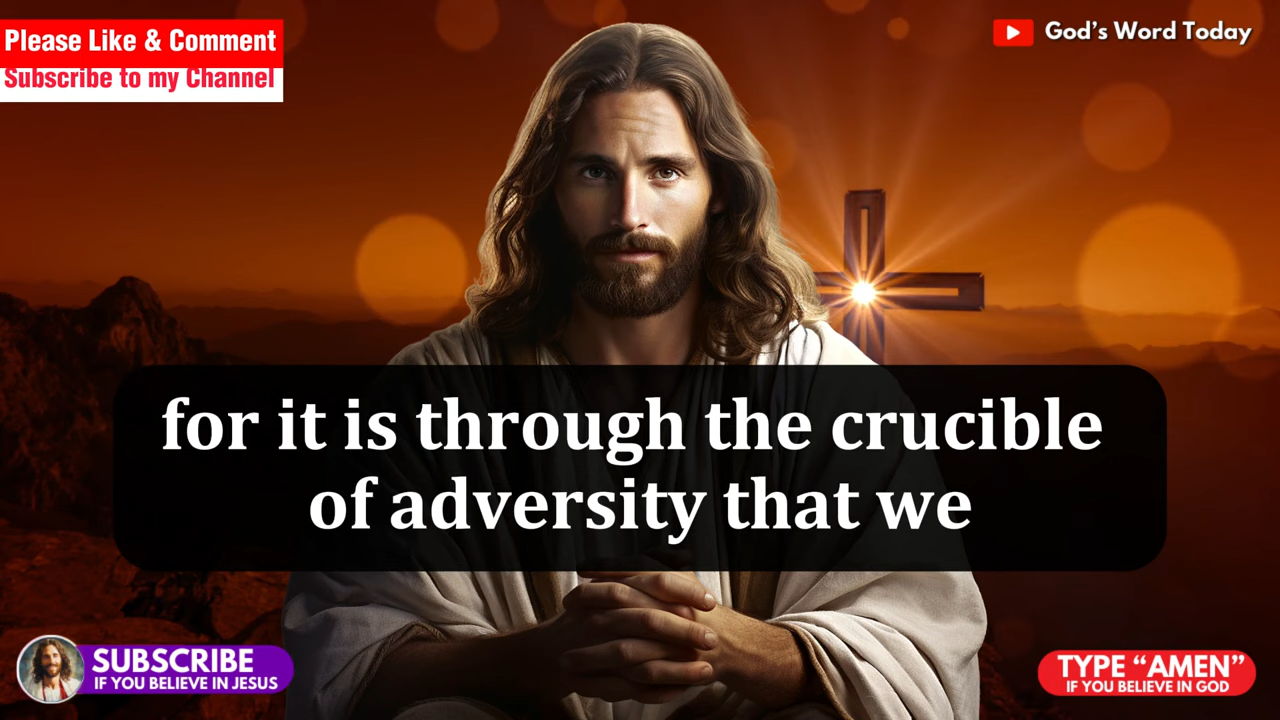 Please Like & Comment
Subscribe to my Channel
God's Word Today
for it is through the crucible
of adversity that we
SUBSCRIBE
IF YOU BELIEVE IN JESUS
TYPE “AMEN”
IF YOU BELIEVE IN GOD